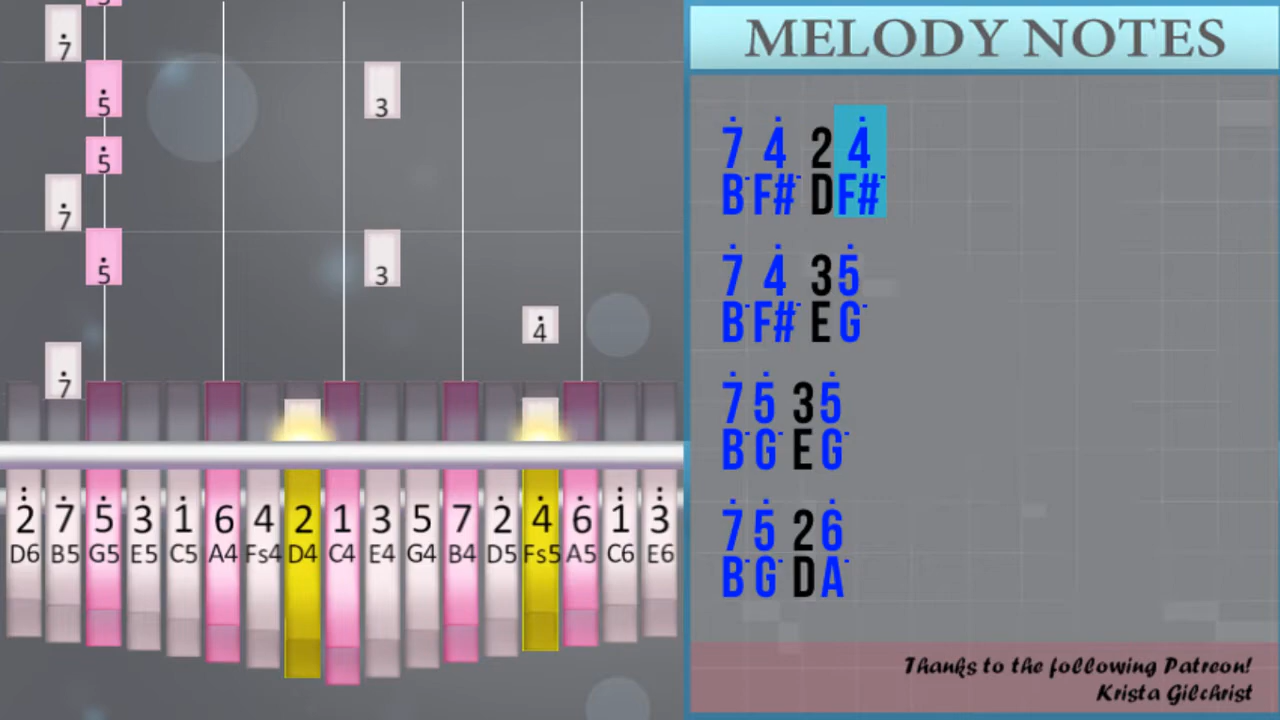 5̇
7̇
5̇ 3
5̇
7̇
5̇ 3
4̇
7̇
2̈ 7̇ 5̇ 3̇ 1̇ 6 4 2 1 3 5 7 2̇ 4̇ 6̇ 1̈ 3̈
D6 B5 G5 E5 C5 A4 Fs4 D4 C4 E4 G4 B4 D5 Fs5 A5 C6 E6
MELODY NOTES
7̇ 4̇ 2 4̇
B˙ F#˙ D F#˙
7̇ 4̇ 3 5̇
B˙ F#˙ E G˙
7̇ 5̇ 3 5̇
B˙ G˙ E G˙
7̇ 5̇ 2 6̇
B˙ G˙ D A˙
Thanks to the following Patreon!
Krista Gilchrist